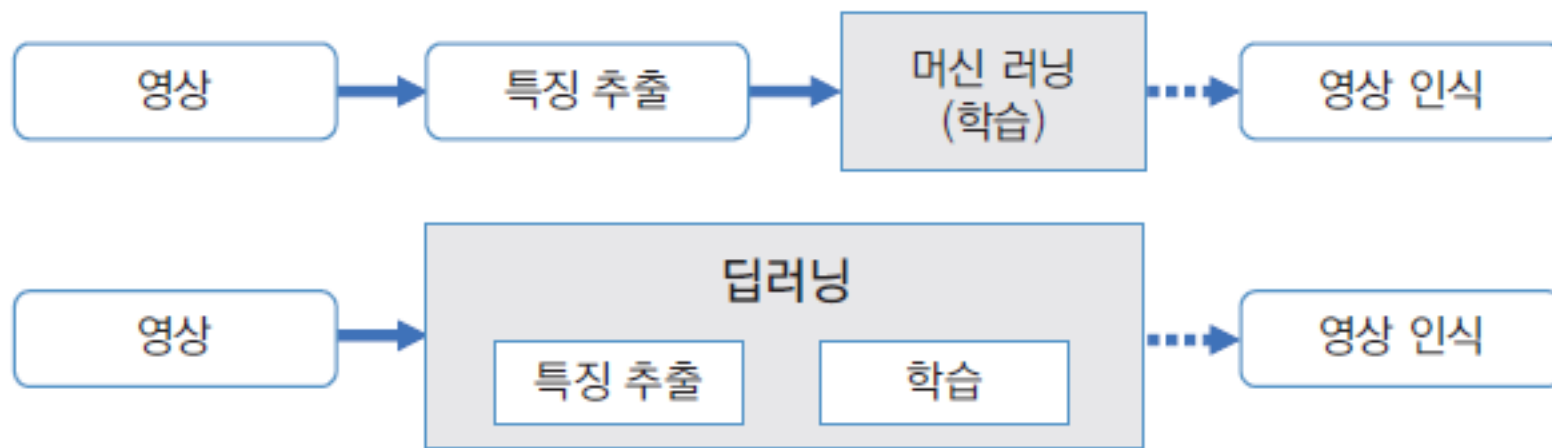 영상
특징 추출
머신 러닝
(학습)
영상 인식
딥러닝
영상
특징 추출
학습
영상 인식